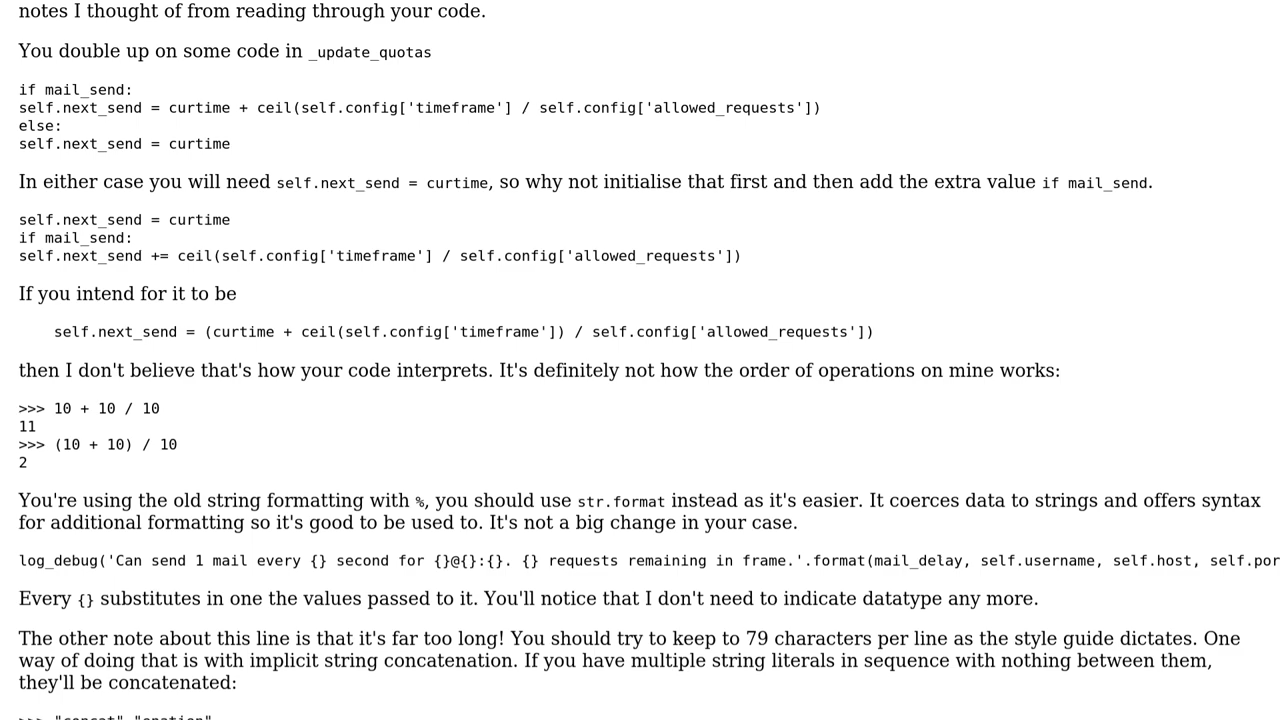 notes I thought of from reading through your code.
You double up on some code in _update_quotas
if mail_send:
self.next_send = curtime + ceil(self.config['timeframe'] / self.config['allowed_requests'])
else:
self.next_send = curtime
In either case you will need self.next_send = curtime, so why not initialise that first and then add the extra value if mail_send.
self.next_send = curtime
if mail_send:
self.next_send += ceil(self.config['timeframe'] / self.config['allowed_requests'])
If you intend for it to be
self.next_send = (curtime + ceil(self.config['timeframe']) / self.config['allowed_requests'])
then I don't believe that's how your code interprets. It's definitely not how the order of operations on mine works:
>>> 10 + 10 / 10
11
>>> (10 + 10) / 10
2
You're using the old string formatting with %, you should use str.format instead as it's easier. It coerces data to strings and offers syntax
for additional formatting so it's good to be used to. It's not a big change in your case.
log_debug('Can send 1 mail every {} second for {}@{}:{}. {} requests remaining in frame.'.format(mail_delay, self.username, self.host, self.por
Every {} substitutes in one the values passed to it. You'll notice that I don't need to indicate datatype any more.
The other note about this line is that it's far too long! You should try to keep to 79 characters per line as the style guide dictates. One
way of doing that is with implicit string concatenation. If you have multiple string literals in sequence with nothing between them,
they'll be concatenated:
>>> "concat" "enation"